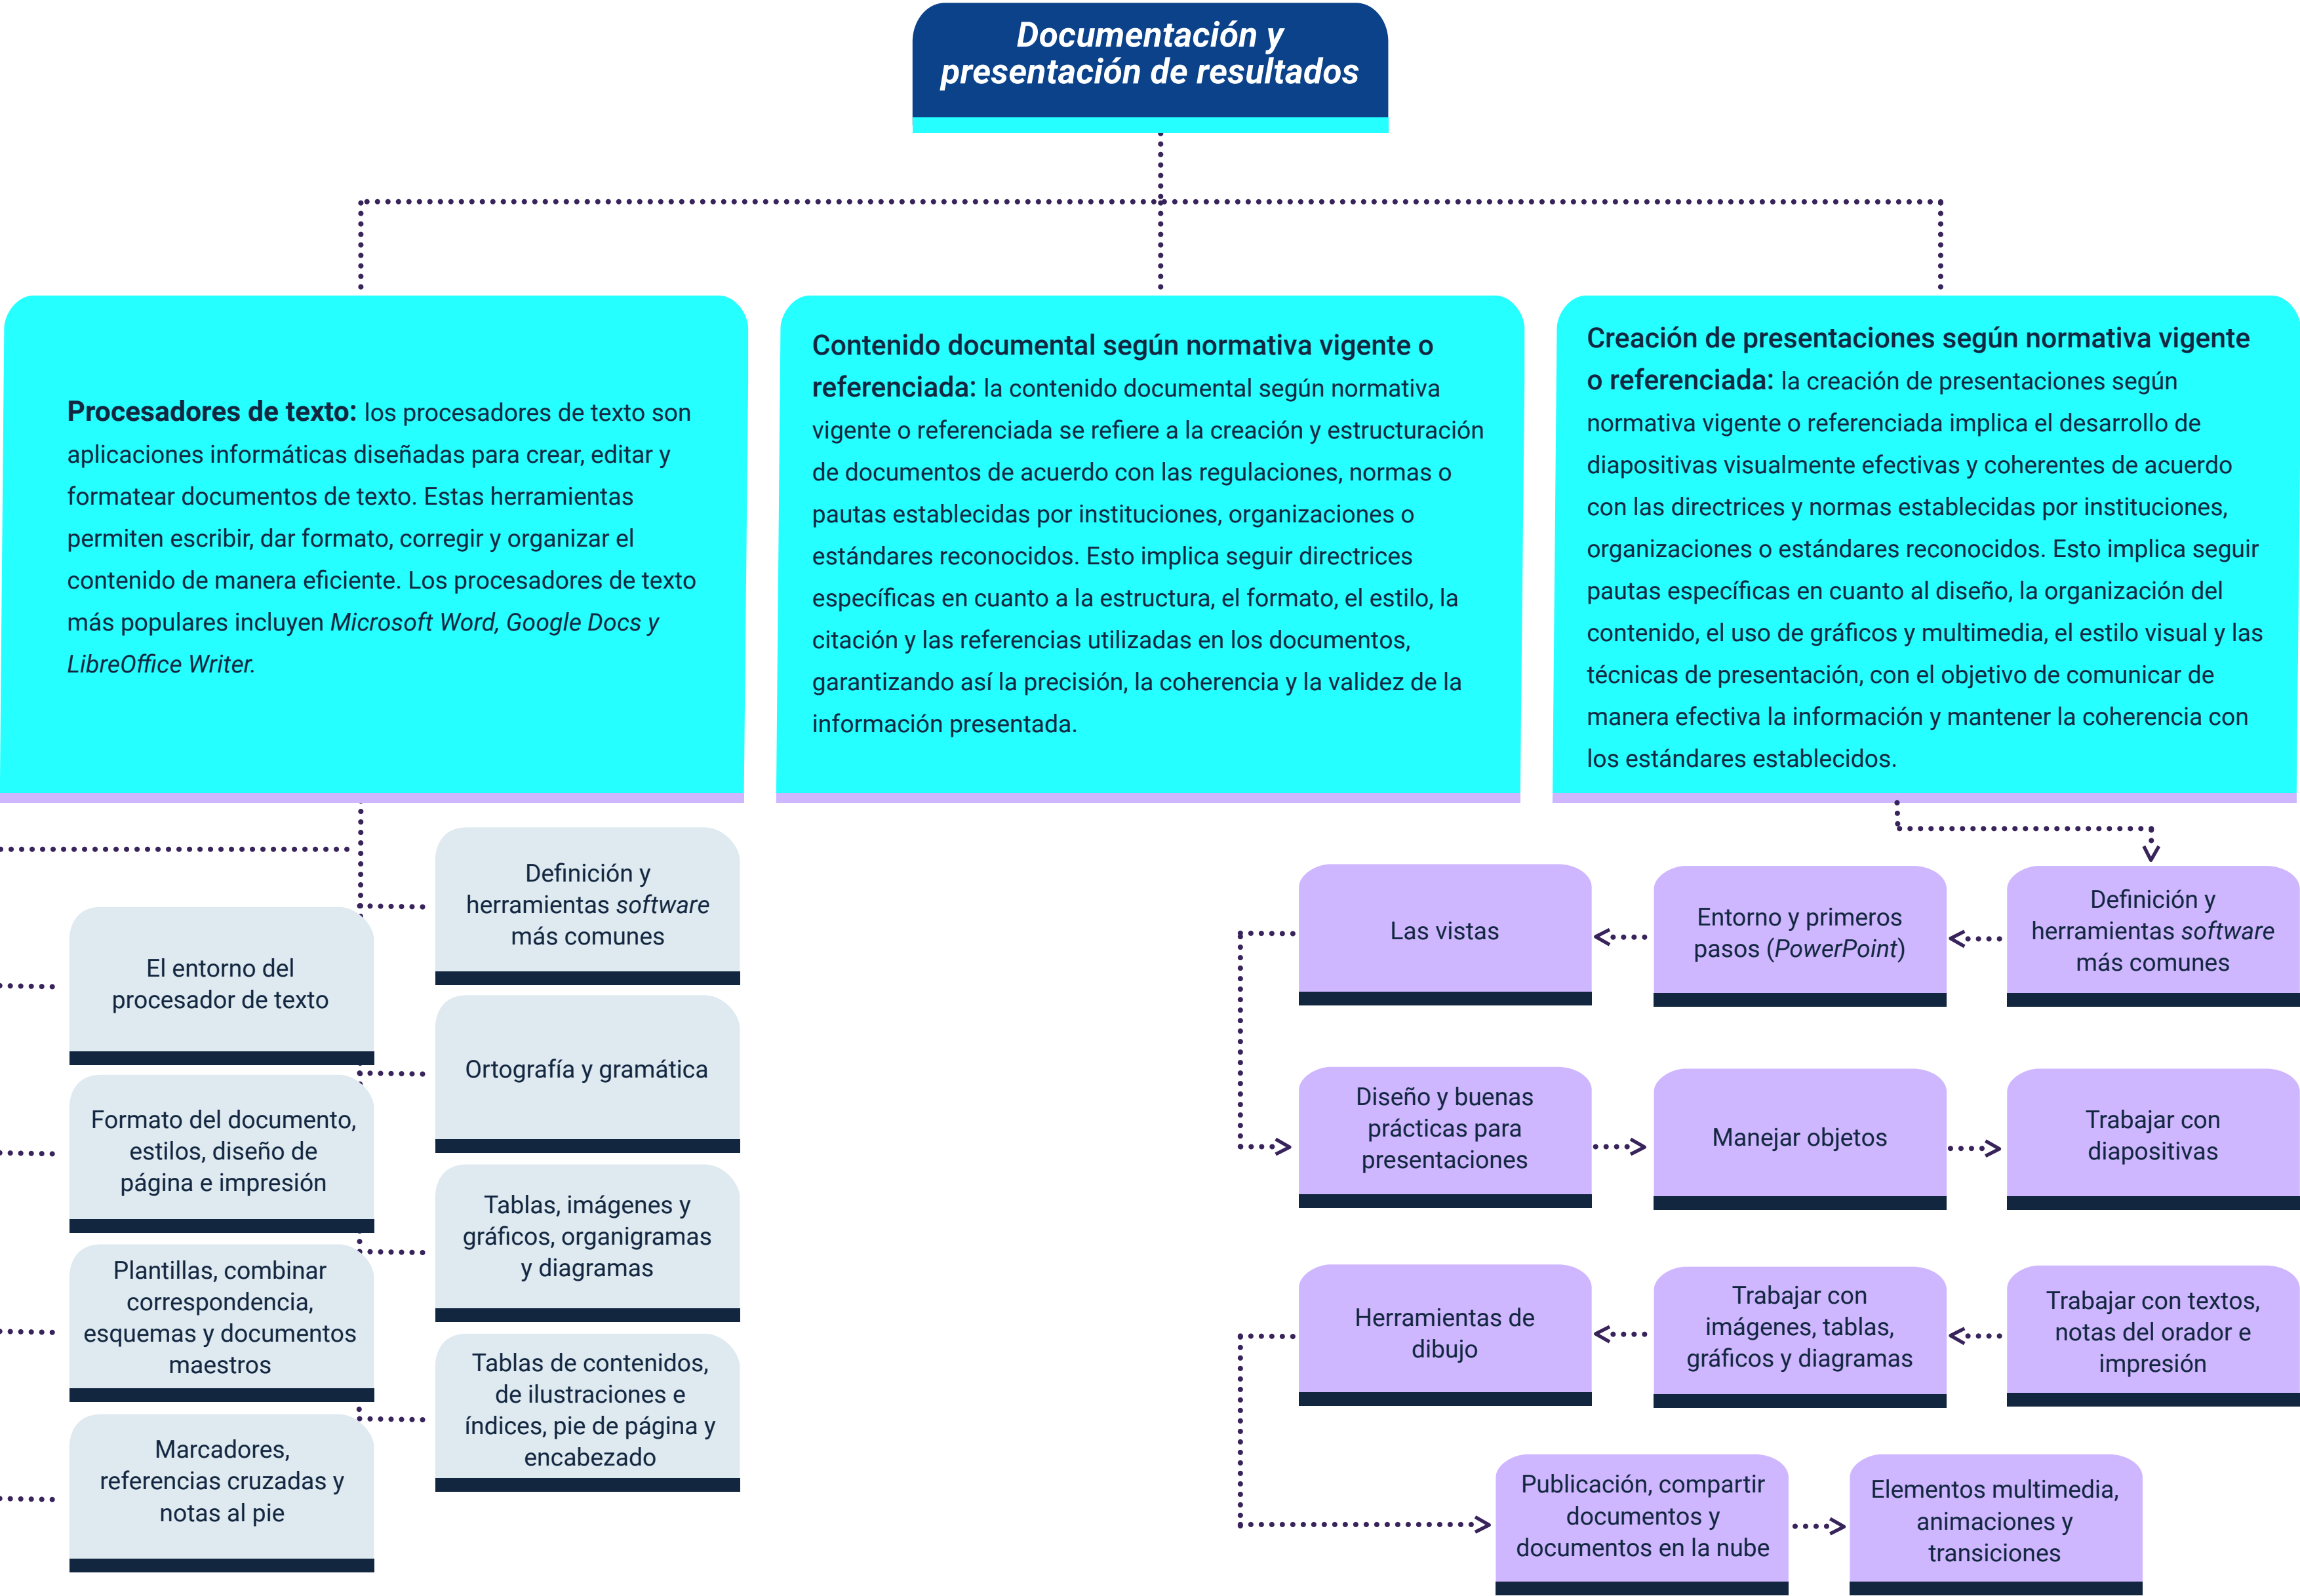 Documentación y
presentación de resultados
Procesadores de texto: los procesadores de texto son
aplicaciones informáticas diseñadas para crear, editar y
formatear documentos de texto. Estas herramientas
permiten escribir, dar formato, corregir y organizar el
contenido de manera eficiente. Los procesadores de texto
más populares incluyen Microsoft Word, Google Docs y
LibreOffice Writer.
Contenido documental según normativa vigente o
referenciada: la contenido documental según normativa
vigente o referenciada se refiere a la creación y estructuración
de documentos de acuerdo con las regulaciones, normas o
pautas establecidas por instituciones, organizaciones o
estándares reconocidos. Esto implica seguir directrices
específicas en cuanto a la estructura, el formato, el estilo, la
citación y las referencias utilizadas en los documentos,
garantizando así la precisión, la coherencia y la validez de la
información presentada.
Creación de presentaciones según normativa vigente
o referenciada: la creación de presentaciones según
normativa vigente o referenciada implica el desarrollo de
diapositivas visualmente efectivas y coherentes de acuerdo
con las directrices y normas establecidas por instituciones,
organizaciones o estándares reconocidos. Esto implica seguir
pautas específicas en cuanto al diseño, la organización del
contenido, el uso de gráficos y multimedia, el estilo visual y las
técnicas de presentación, con el objetivo de comunicar de
manera efectiva la información y mantener la coherencia con
los estándares establecidos.
Definición y
herramientas software
más comunes
El entorno del
procesador de texto
Ortografía y gramática
Formato del documento,
estilos, diseño de
página e impresión
Tablas, imágenes y
gráficos, organigramas
y diagramas
Plantillas, combinar
correspondencia,
esquemas y documentos
maestros
Tablas de contenidos,
de ilustraciones e
índices, pie de página y
encabezado
Marcadores,
referencias cruzadas y
notas al pie
Definición y
herramientas software
más comunes
Entorno y primeros
pasos (PowerPoint)
Las vistas
Diseño y buenas
prácticas para
presentaciones
Manejar objetos
Trabajar con
diapositivas
Trabajar con textos,
notas del orador e
impresión
Trabajar con
imágenes, tablas,
gráficos y diagramas
Herramientas de
dibujo
Publicación, compartir
documentos y
documentos en la nube
Elementos multimedia,
animaciones y
transiciones